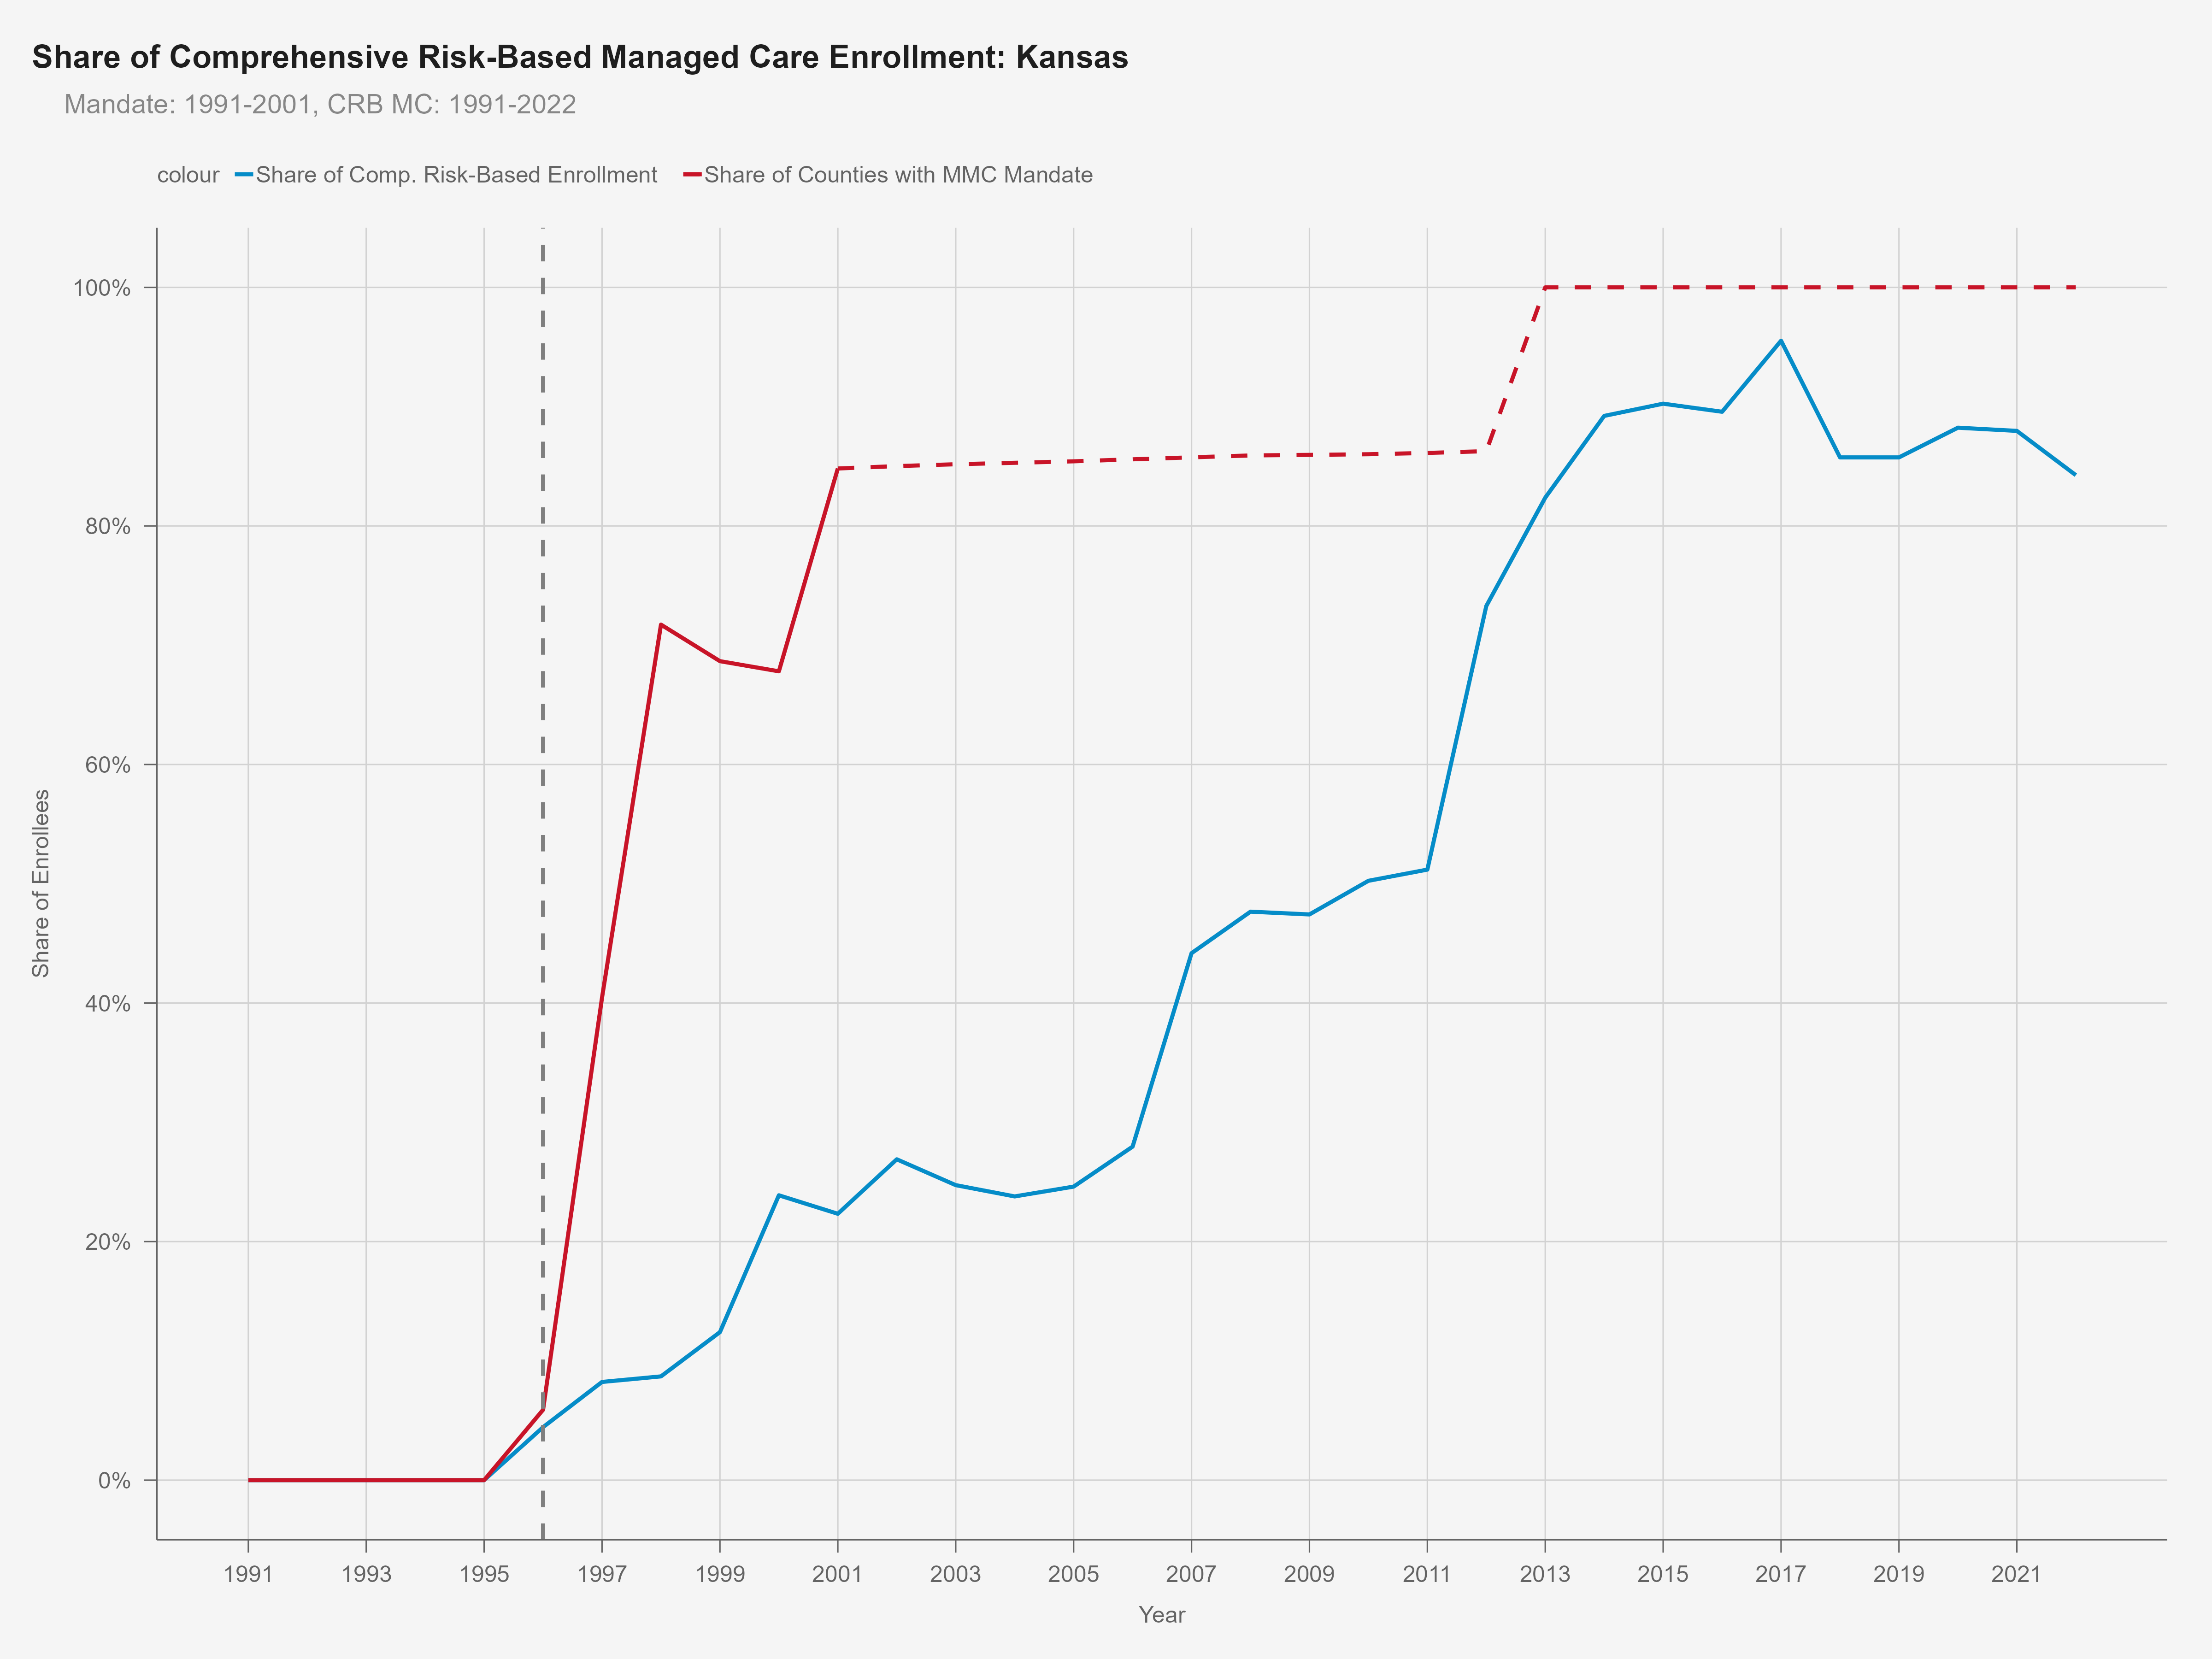 Share of Comprehensive Risk-Based Managed Care Enrollment: Kansas
Mandate: 1991-2001, CRB MC: 1991-2022
colour Share of Comp. Risk-Based Enrollment Share of Counties with MMC Mandate
100%
80%
60%
40%
20%
0%
Share of Enrollees
1991 1993 1995 1997 1999 2001 2003 2005 2007 2009 2011 2013 2015 2017 2019 2021
Year